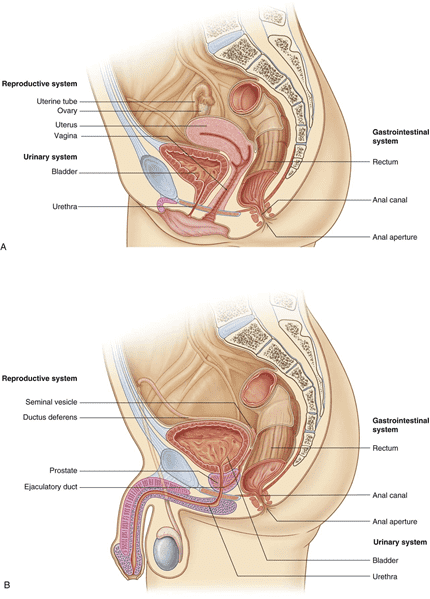 Reproductive system
Uterine tube
Ovary
Uterus
Vagina
Urinary system
Bladder
Urethra
Gastrointestinal
system
Rectum
Anal canal
Anal aperture
A
Reproductive system
Seminal vesicle
Ductus deferens
Prostate
Ejaculatory duct
Gastrointestinal
system
Rectum
Anal canal
Anal aperture
Urinary system
Bladder
Urethra
B